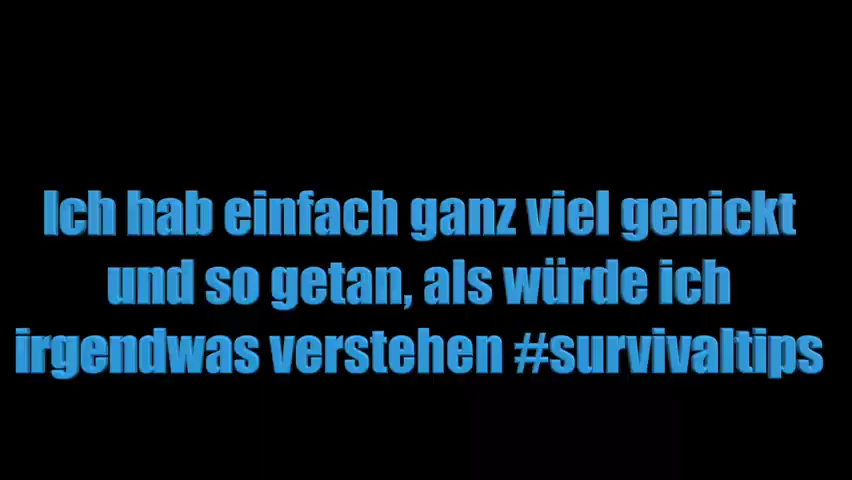 Ich hab einfach ganz viel genickt
und so getan, als würde ich
irgendwas verstehen #survivaltips